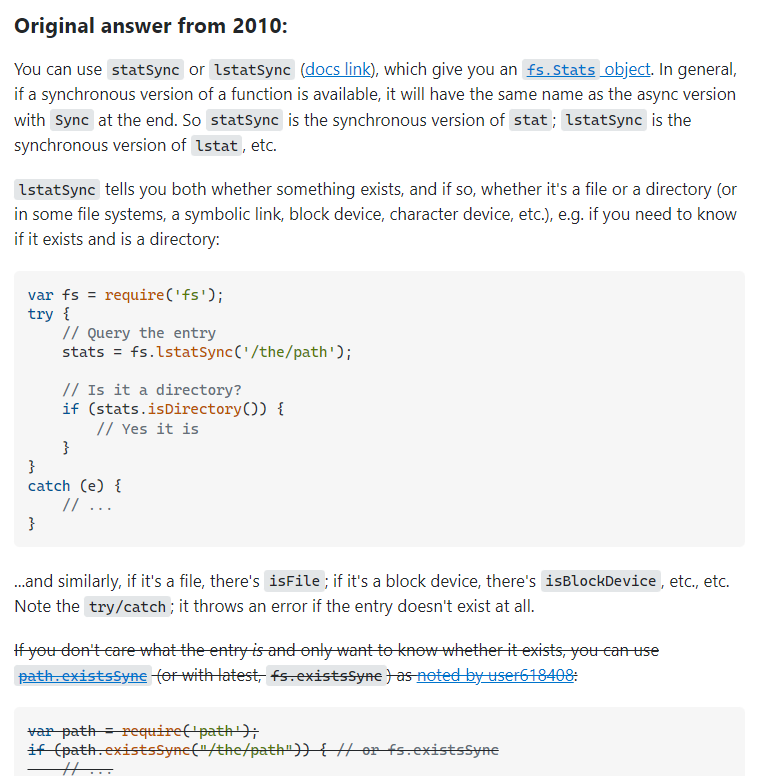 Original answer from 2010:
You can use statSync or lstatSync (docs link), which give you an fs.Stats object. In general,
if a synchronous version of a function is available, it will have the same name as the async version
with Sync at the end. So statSync is the synchronous version of stat; lstatSync is the
synchronous version of lstat, etc.
lstatSync tells you both whether something exists, and if so, whether it's a file or a directory (or
in some file systems, a symbolic link, block device, character device, etc.), e.g. if you need to know
if it exists and is a directory:
var fs = require('fs');
try {
    // Query the entry
    stats = fs.lstatSync('/the/path');
    // Is it a directory?
    if (stats.isDirectory()) {
        // Yes it is
    }
}
catch (e) {
    // ...
}
...and similarly, if it's a file, there's isFile; if it's a block device, there's isBlockDevice, etc., etc.
Note the try/catch; it throws an error if the entry doesn't exist at all.
If you don't care what the entry is and only want to know whether it exists, you can use
path.existsSync (or with latest, fs.existsSync) as noted by user618408:
var path = require('path');
if (path.existsSync("/the/path")) { // or fs.existsSync
    // ...